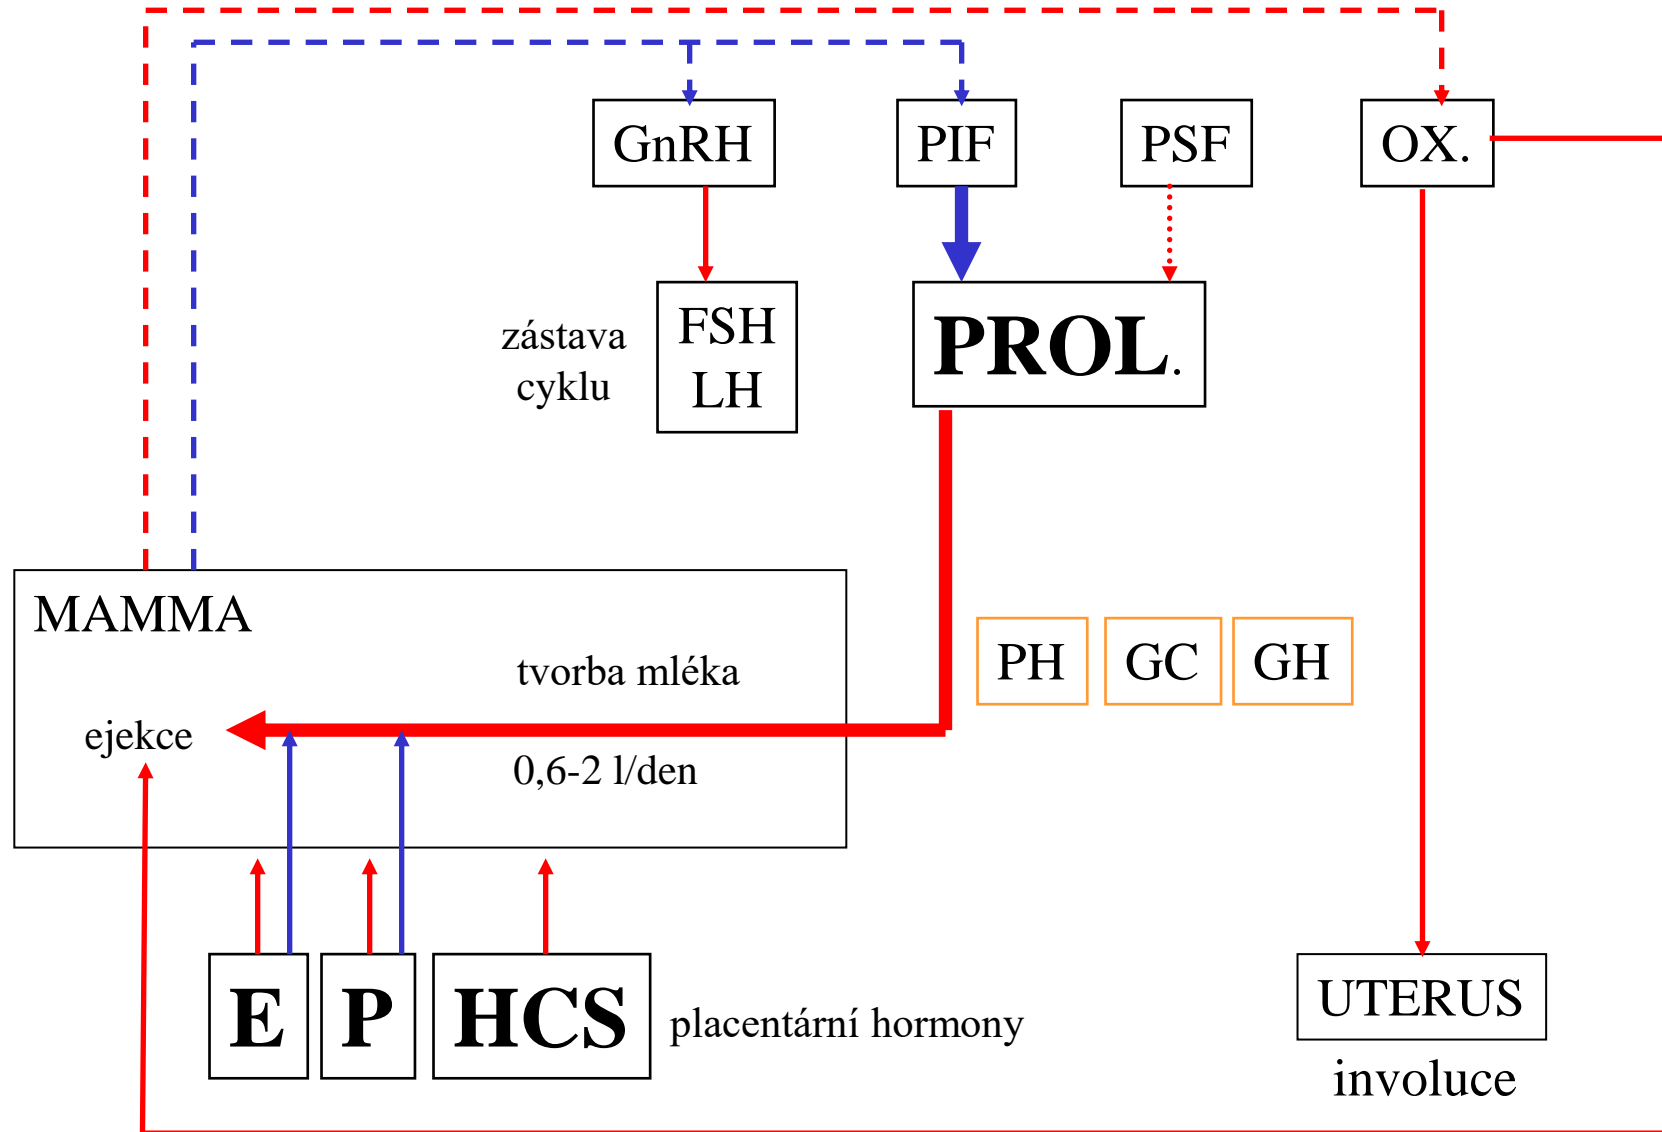 GnRH
PIF
PSF
OX.
zástava
cyklu
FSH
LH
PROL.
MAMMA
tvorba mléka
ejekce
0,6-2 l/den
PH
GC
GH
E
P
HCS
placentární hormony
UTERUS
involuce